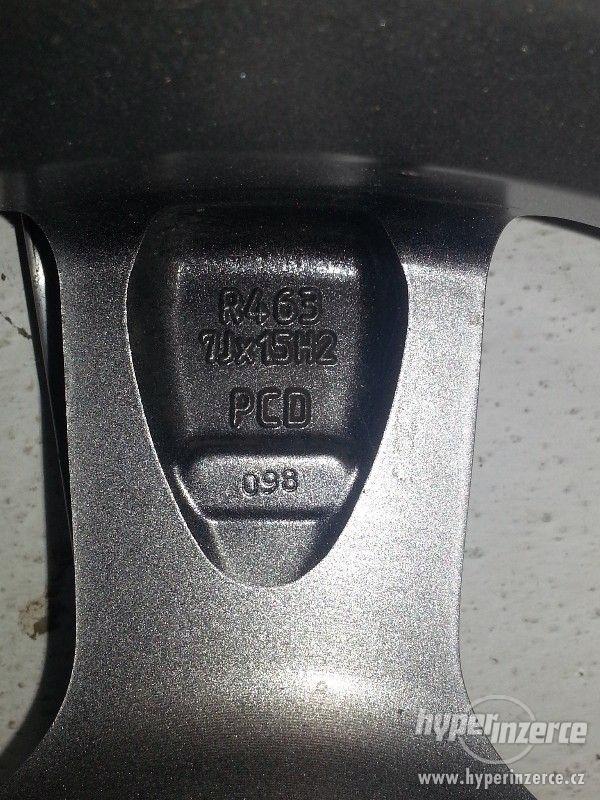 R463
7Jx15H2
PCD
098
hyperinzerce
www.hyperinzerce.cz